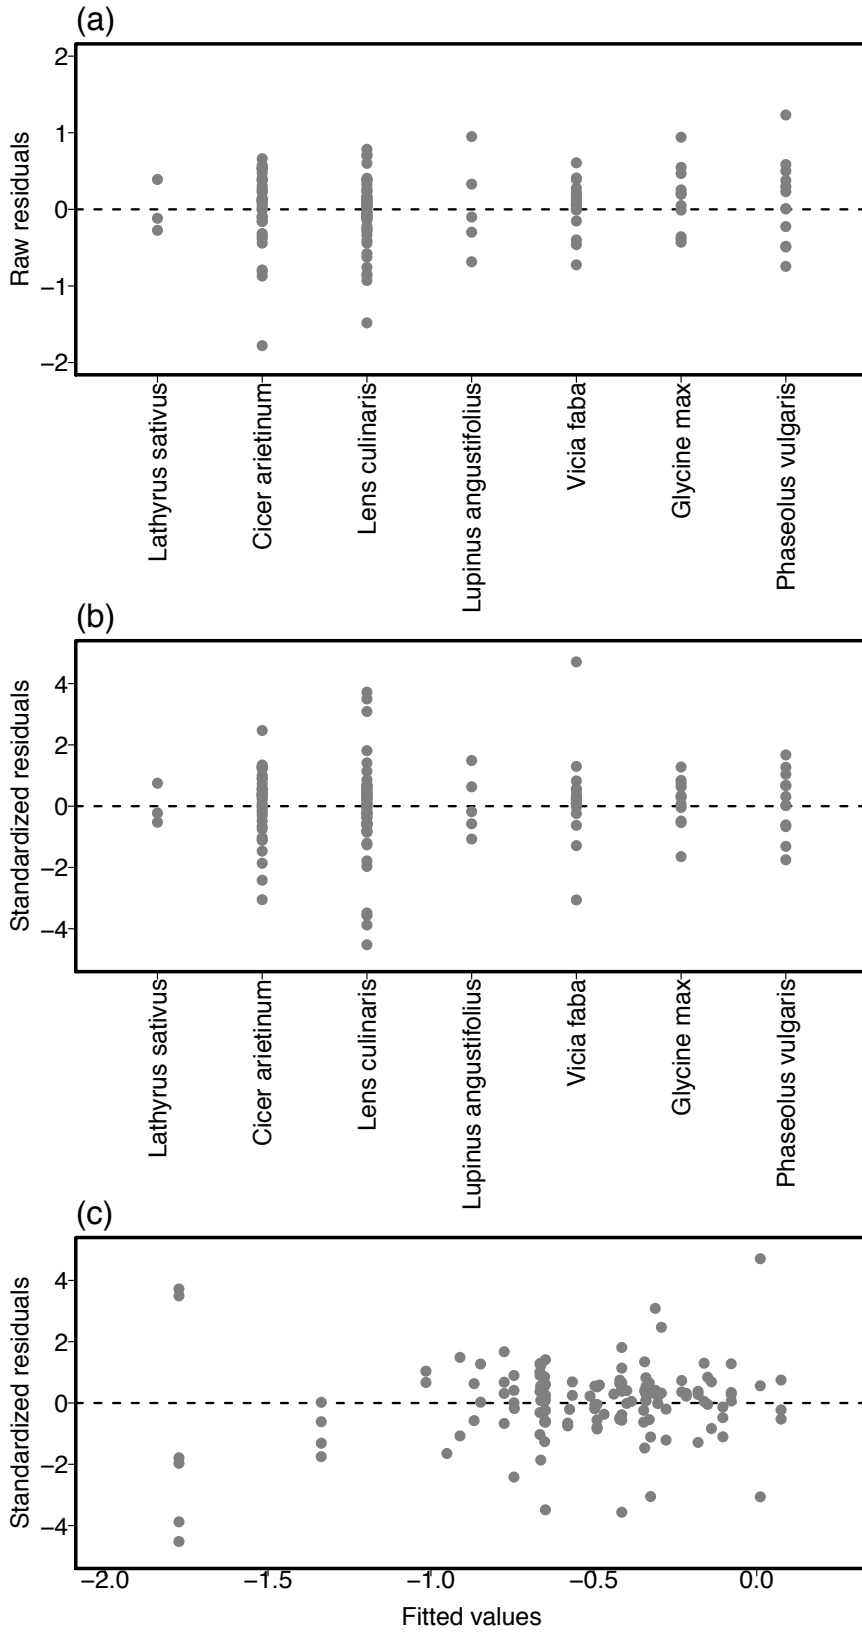 (a)
Raw residuals
2
1
0
−1
−2
Lathyrus sativus
Cicer arietinum
Lens culinaris
Lupinus angustifolius
Vicia faba
Glycine max
Phaseolus vulgaris
(b)
Standardized residuals
4
2
0
−2
−4
Lathyrus sativus
Cicer arietinum
Lens culinaris
Lupinus angustifolius
Vicia faba
Glycine max
Phaseolus vulgaris
(c)
Standardized residuals
4
2
0
−2
−4
−2.0 −1.5 −1.0 −0.5 0.0
Fitted values